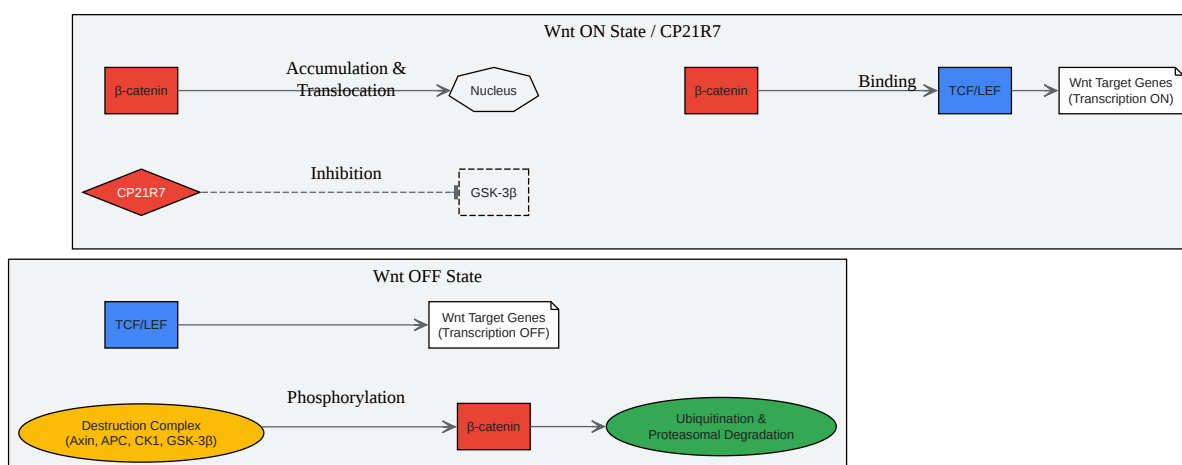 Wnt ON State / CP21R7
β-catenin
Accumulation &
Translocation
Nucleus
β-catenin
Binding
TCF/LEF
Wnt Target Genes
(Transcription ON)
CP21R7
Inhibition
GSK-3β
Wnt OFF State
TCF/LEF
Wnt Target Genes
(Transcription OFF)
Destruction Complex
(Axin, APC, CK1, GSK-3β)
Phosphorylation
β-catenin
Ubiquitination &
Proteasomal Degradation